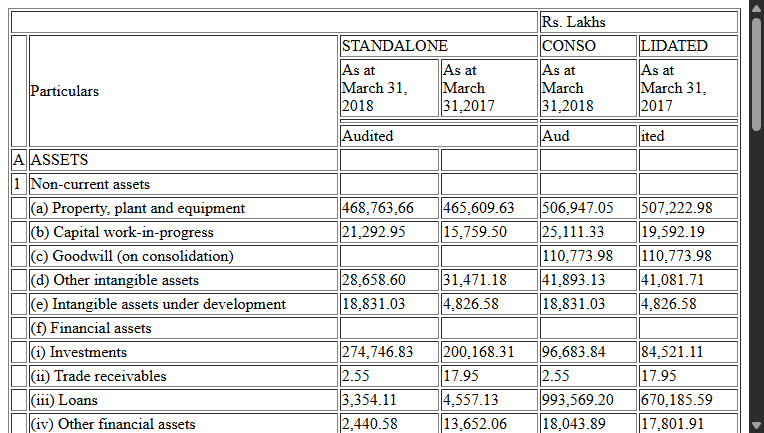 Rs. Lakhs
STANDALONE CONSO LIDATED
Particulars
As at March 31, 2018 As at March 31,2017 As at March 31,2018 As at March 31, 2017
Audited Aud ited
A ASSETS
1 Non-current assets
(a) Property, plant and equipment 468,763,66 465,609.63 506,947.05 507,222.98
(b) Capital work-in-progress 21,292.95 15,759.50 25,111.33 19,592.19
(c) Goodwill (on consolidation) 110,773.98 110,773.98
(d) Other intangible assets 28,658.60 31,471.18 41,893.13 41,081.71
(e) Intangible assets under development 18,831.03 4,826.58 18,831.03 4,826.58
(f) Financial assets
(i) Investments 274,746.83 200,168.31 96,683.84 84,521.11
(ii) Trade receivables 2.55 17.95 2.55 17.95
(iii) Loans 3,354.11 4,557.13 993,569.20 670,185.59
(iv) Other financial assets 2,440.58 13,652.06 18,043.89 17,801.91